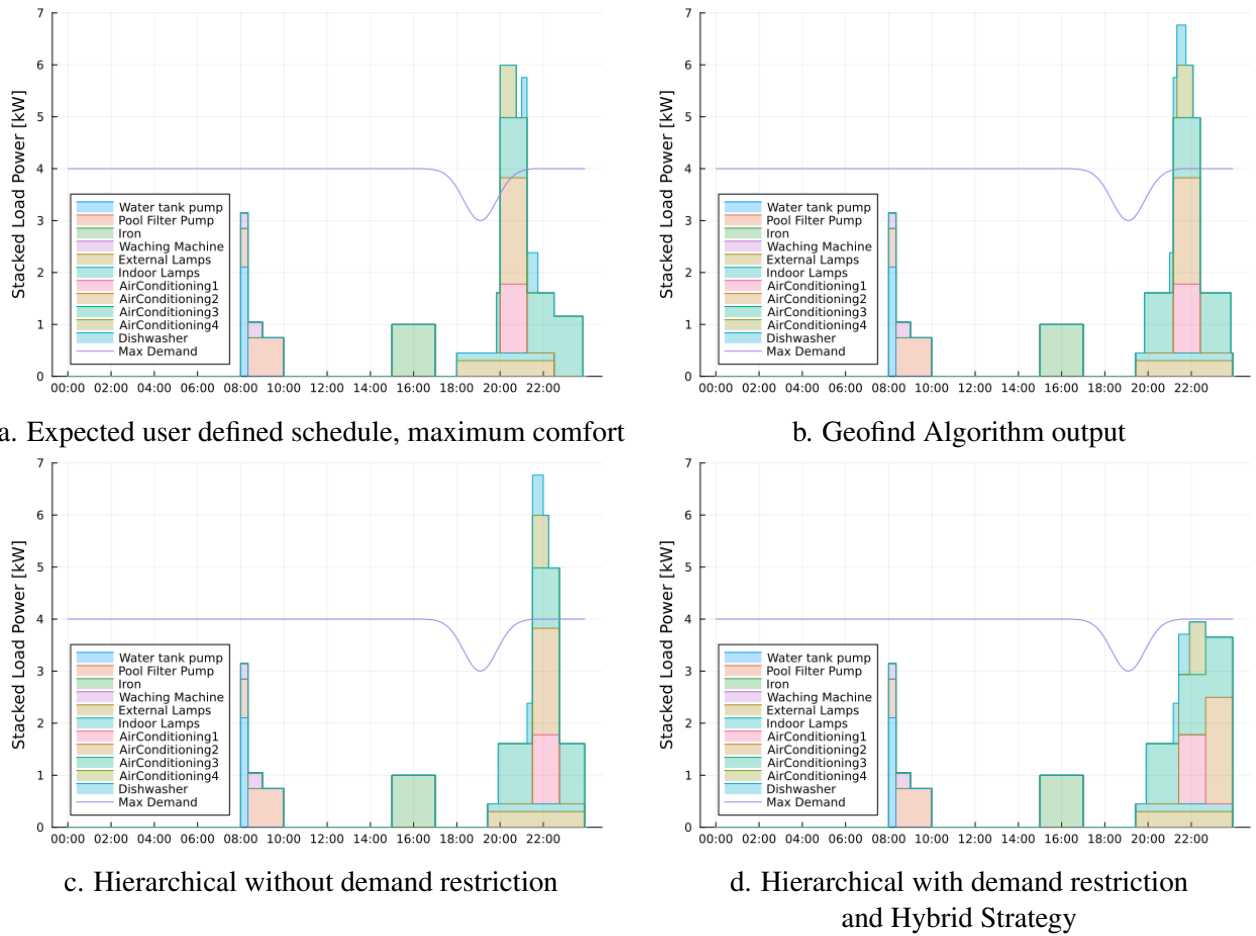 7
6
5
4
3
2
1
0
Stacked Load Power [kW]
Water tank pump
Pool Filter Pump
Iron
Waching Machine
External Lamps
Indoor Lamps
AirConditioning1
AirConditioning2
AirConditioning3
AirConditioning4
Dishwasher
Max Demand
00:00 02:00 04:00 06:00 08:00 10:00 12:00 14:00 16:00 18:00 20:00 22:00
a. Expected user defined schedule, maximum comfort
7
6
5
4
3
2
1
0
Stacked Load Power [kW]
Water tank pump
Pool Filter Pump
Iron
Waching Machine
External Lamps
Indoor Lamps
AirConditioning1
AirConditioning2
AirConditioning3
AirConditioning4
Dishwasher
Max Demand
00:00 02:00 04:00 06:00 08:00 10:00 12:00 14:00 16:00 18:00 20:00 22:00
b. Geofind Algorithm output
7
6
5
4
3
2
1
0
Stacked Load Power [kW]
Water tank pump
Pool Filter Pump
Iron
Waching Machine
External Lamps
Indoor Lamps
AirConditioning1
AirConditioning2
AirConditioning3
AirConditioning4
Dishwasher
Max Demand
00:00 02:00 04:00 06:00 08:00 10:00 12:00 14:00 16:00 18:00 20:00 22:00
c. Hierarchical without demand restriction
7
6
5
4
3
2
1
0
Stacked Load Power [kW]
Water tank pump
Pool Filter Pump
Iron
Waching Machine
External Lamps
Indoor Lamps
AirConditioning1
AirConditioning2
AirConditioning3
AirConditioning4
Dishwasher
Max Demand
00:00 02:00 04:00 06:00 08:00 10:00 12:00 14:00 16:00 18:00 20:00 22:00
d. Hierarchical with demand restriction
and Hybrid Strategy